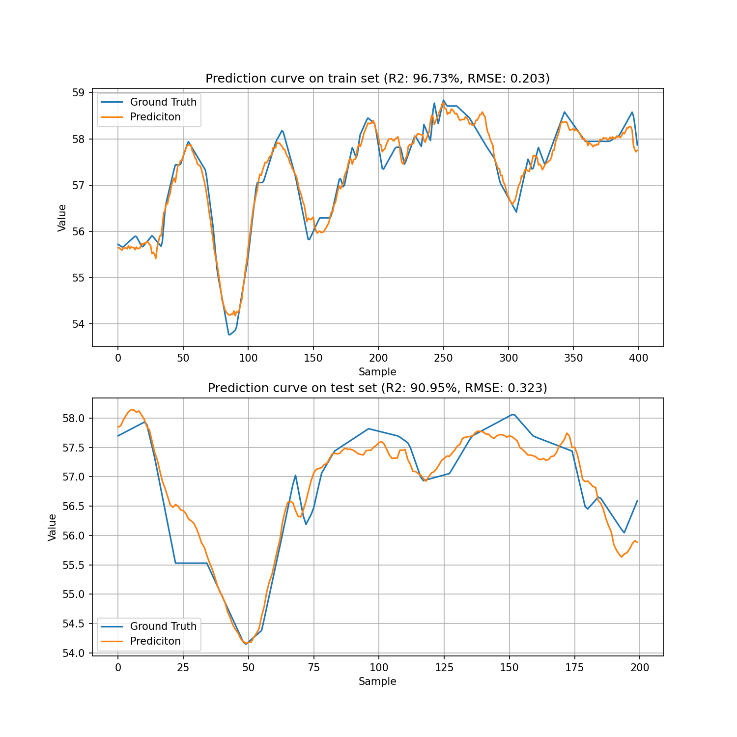 Prediction curve on train set (R2: 96.73%, RMSE: 0.203)
59
58
57
56
55
54
Value
Ground Truth
Prediciton
0 50 100 150 200 250 300 350 400
Sample
Prediction curve on test set (R2: 90.95%, RMSE: 0.323)
58.0
57.5
57.0
56.5
56.0
55.5
55.0
54.5
54.0
Value
Ground Truth
Prediciton
0 25 50 75 100 125 150 175 200
Sample